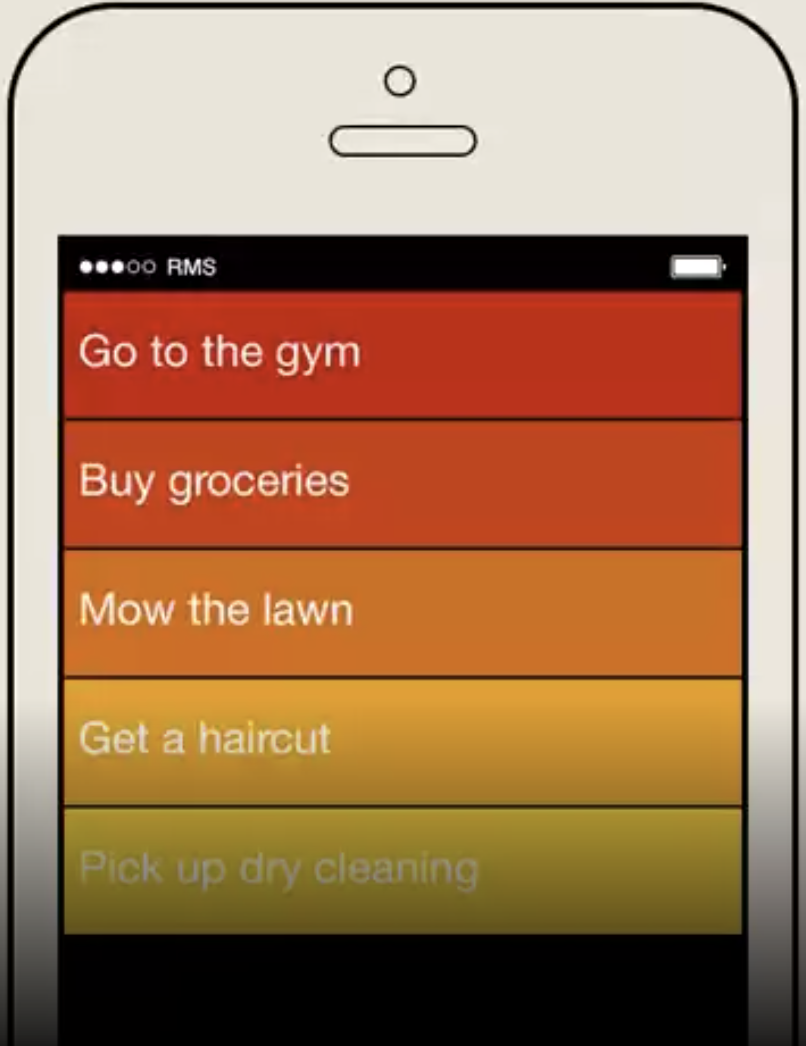 RMS
Go to the gym
Buy groceries
Mow the lawn
Get a haircut
Pick up dry cleaning